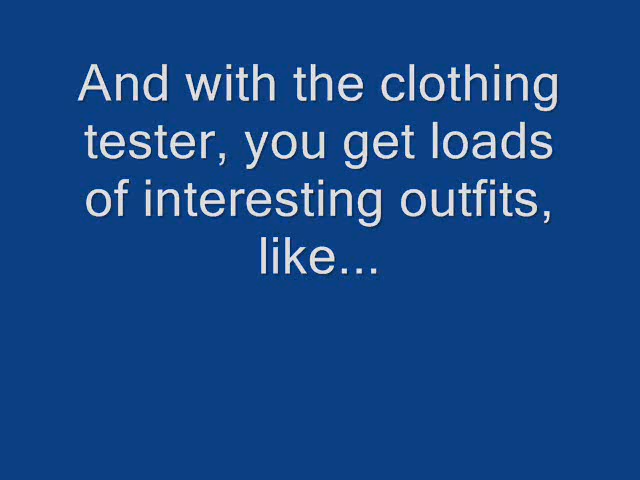 And with the clothing
tester, you get loads
of interesting outfits,
like...